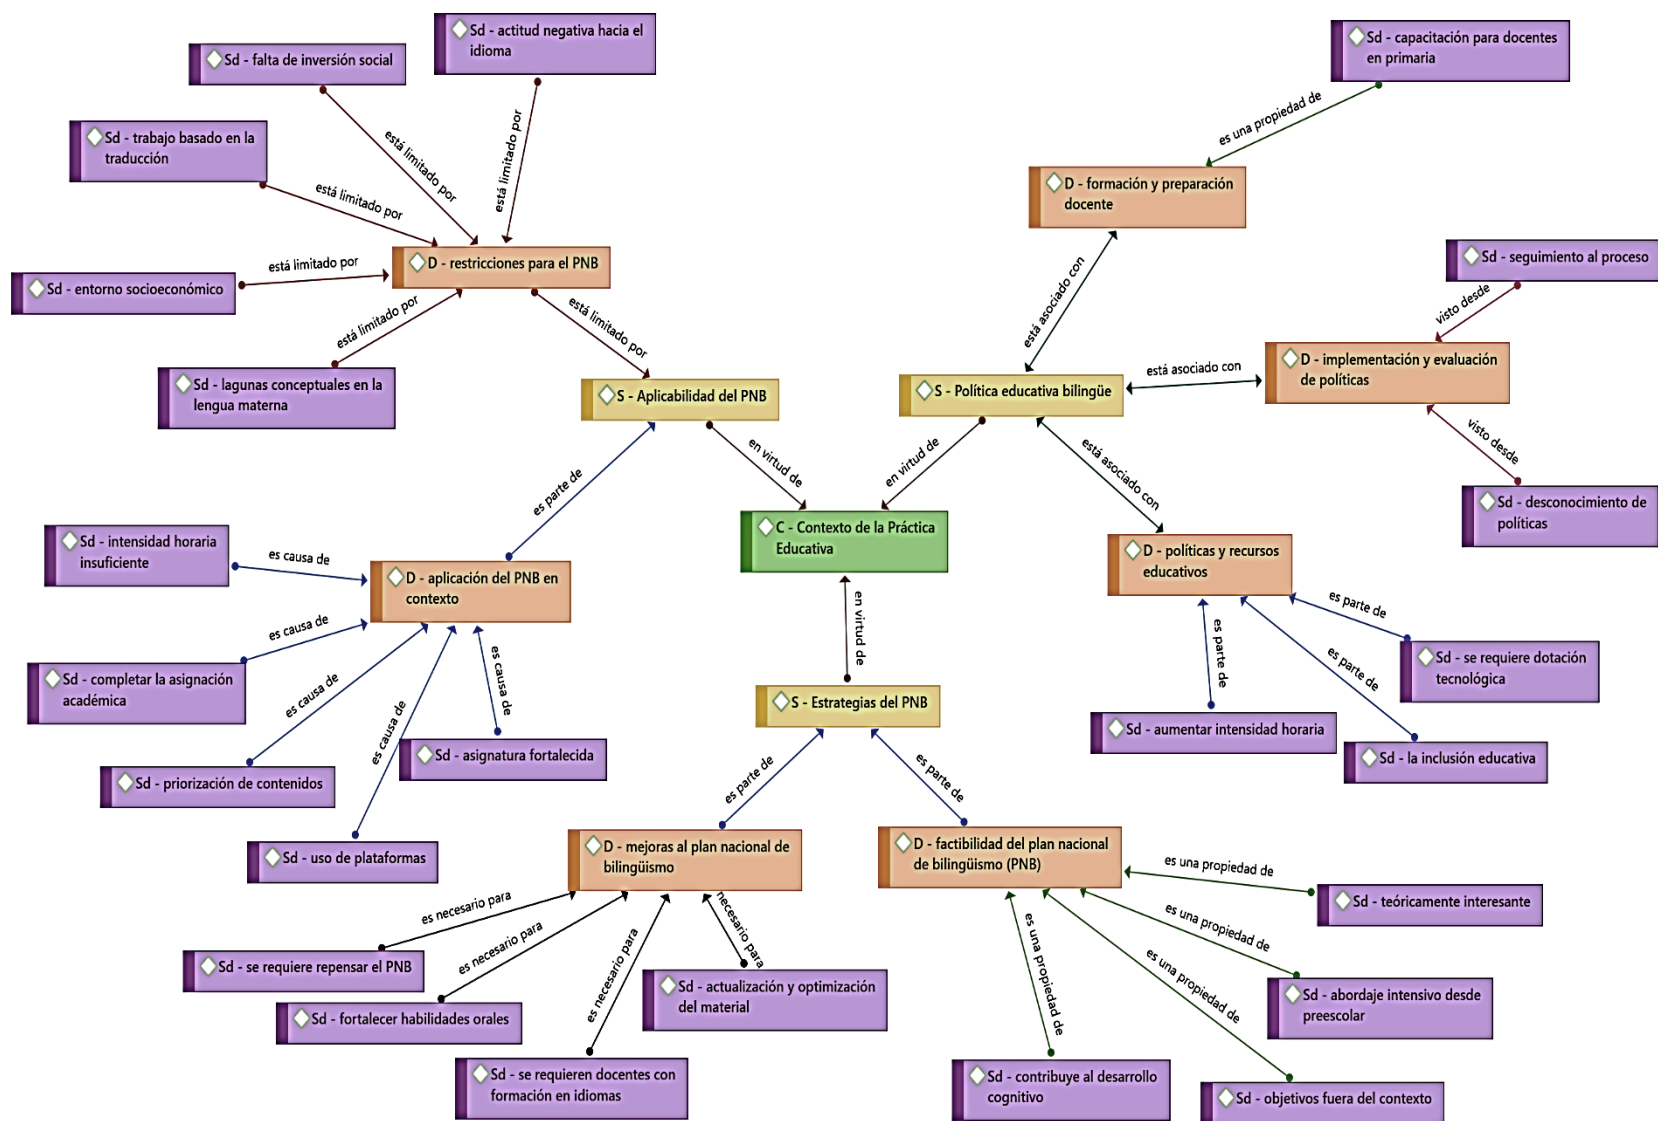 Sd - actitud negativa hacia el
idioma
Sd - falta de inversión social
Sd - trabajo basado en la
traducción
Sd - entorno socioeconómico
Sd - lagunas conceptuales en la
lengua materna
está limitado por
está limitado por
está limitado por
está limitado por
está limitado por
D - restricciones para el PNB
está limitado por
S - Aplicabilidad del PNB
en virtud de
es parte de
Sd - capacitación para docentes
en primaria
es una propiedad de
D - formación y preparación
docente
está asociado con
Sd - seguimiento al proceso
visto desde
D - implementación y evaluación
de políticas
está asociado con
S - Política educativa bilingüe
en virtud de
está asociado con
visto desde
Sd - desconocimiento de
políticas
C - Contexto de la Práctica
Educativa
D - políticas y recursos
educativos
es parte de
es parte de
es parte de
Sd - se requiere dotación
tecnológica
Sd - aumentar intensidad horaria
Sd - la inclusión educativa
Sd - intensidad horaria
insuficiente
es causa de
D - aplicación del PNB en
contexto
es causa de
Sd - completar la asignación
académica
es causa de
es causa de
es causa de
Sd - asignatura fortalecida
Sd - priorización de contenidos
Sd - uso de plataformas
en virtud de
S - Estrategias del PNB
es parte de
es parte de
D - mejoras al plan nacional de
bilingüismo
D - factibilidad del plan nacional
de bilingüismo (PNB)
es necesario para
es necesario para
es necesario para
necesario para
Sd - se requiere repensar el PNB
Sd - fortalecer habilidades orales
Sd - actualización y optimización
del material
Sd - se requieren docentes con
formación en idiomas
es una propiedad de
es una propiedad de
es una propiedad de
es una propiedad de
Sd - teóricamente interesante
Sd - abordaje intensivo desde
preescolar
Sd - contribuye al desarrollo
cognitivo
Sd - objetivos fuera del contexto